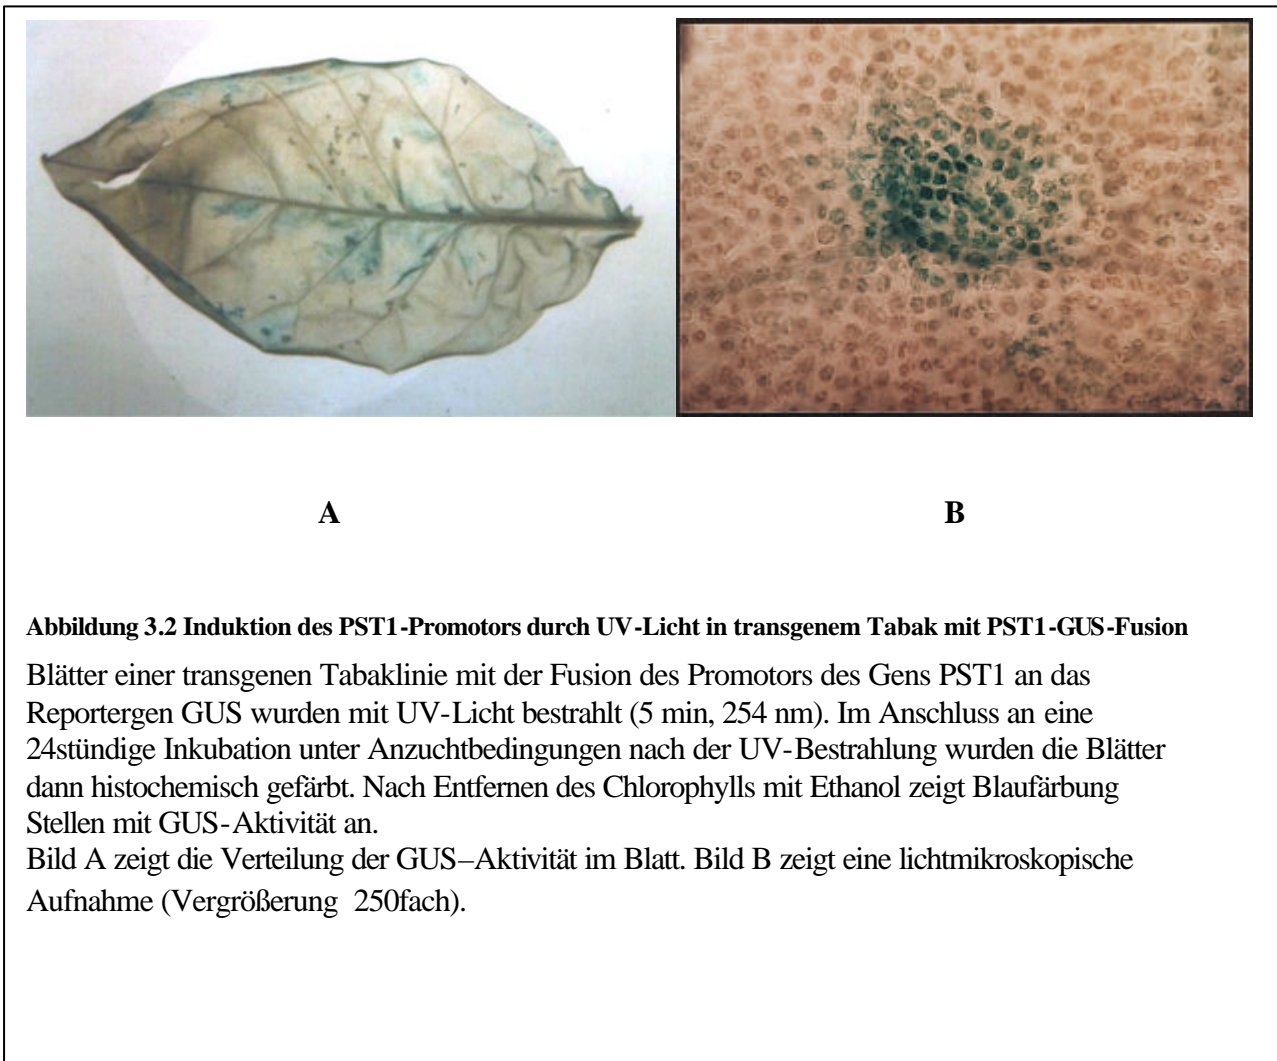 A B
Abbildung 3.2 Induktion des PST1-Promotors durch UV-Licht in transgenem Tabak mit PST1-GUS-Fusion
Blätter einer transgenen Tabaklinie mit der Fusion des Promotors des Gens PST1 an das
Reportergen GUS wurden mit UV-Licht bestrahlt (5 min, 254 nm). Im Anschluss an eine
24stündige Inkubation unter Anzuchtbedingungen nach der UV-Bestrahlung wurden die Blätter
dann histochemisch gefärbt. Nach Entfernen des Chlorophylls mit Ethanol zeigt Blaufärbung
Stellen mit GUS-Aktivität an.
Bild A zeigt die Verteilung der GUS–Aktivität im Blatt. Bild B zeigt eine lichtmikroskopische
Aufnahme (Vergrößerung 250fach).